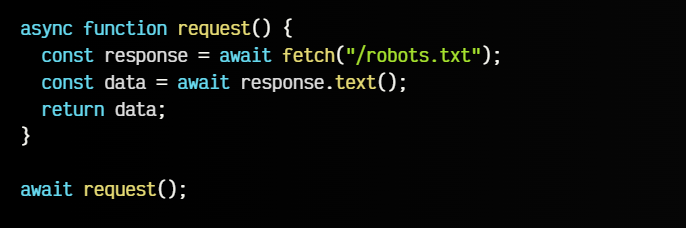 async function request() {
  const response = await fetch("/robots.txt");
  const data = await response.text();
  return data;
}

await request();